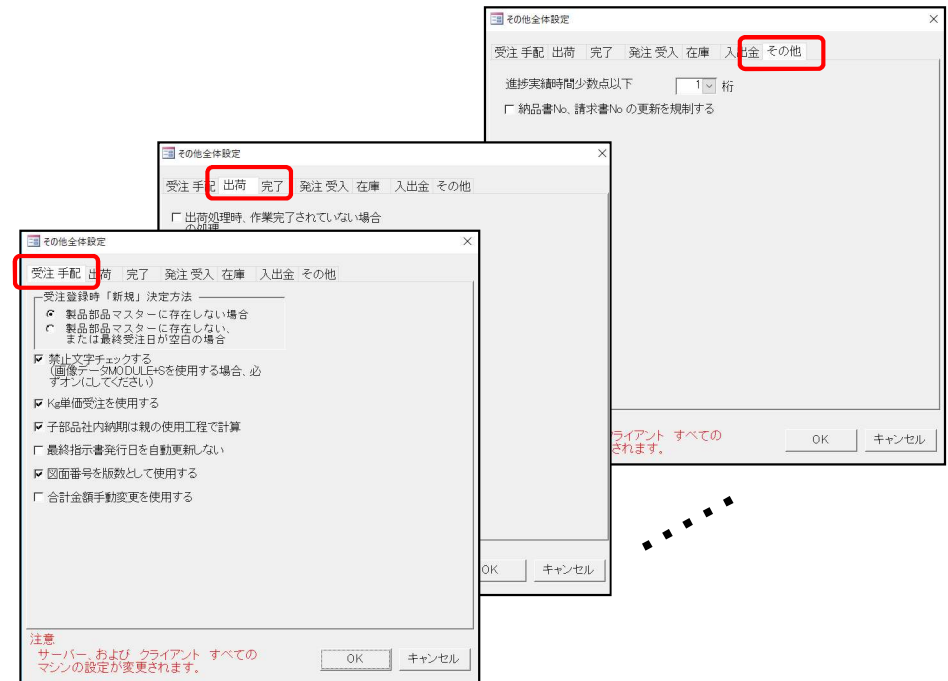 その他全体設定
受注 手配 出荷 完了 発注 受入 在庫 入出金 その他
進捗実績時間少数点以下 1 桁
納品書No、請求書No の更新を規制する
ライアント すべての
されます。
OK キャンセル
その他全体設定
受注 手配 出荷 完了 発注 受入 在庫 入出金 その他
出荷処理時、作業完了されていない場合
の処理
OK キャンセル
その他全体設定
受注 手配 出荷 完了 発注 受入 在庫 入出金 その他
受注登録時「新規」決定方法
製品部品マスターに存在しない場合
製品部品マスターに存在しない、
または最終受注日が空白の場合
禁止文字チェックする
(画像データMODULE+Sを使用する場合、必
ずオンにしてください)
Kg単価受注を使用する
子部品社内納期は親の使用工程で計算
最終指示書発行日を自動更新しない
図面番号を版数として使用する
合計金額手動変更を使用する
注意
サーバー、および クライアント すべての
マシンの設定が変更されます。
OK キャンセル